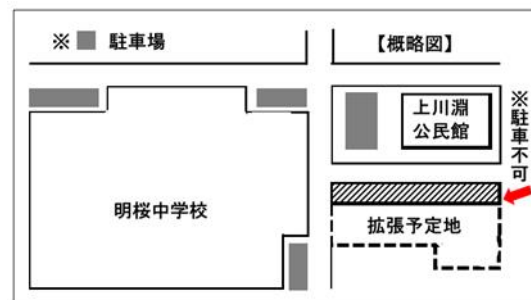 ※ 駐車場
【概略図】
上川淵
公民館
※駐車不可
明桜中学校
拡張予定地